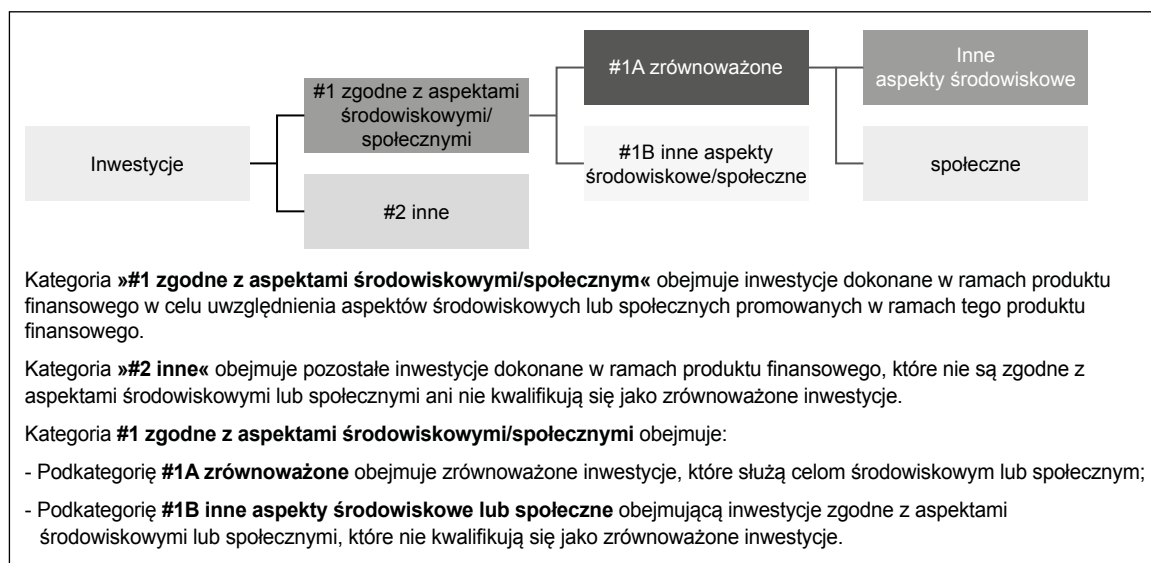 Inwestycje
#1 zgodne z aspektami
środowiskowymi/
społecznymi
#2 inne
#1A zrównoważone
#1B inne aspekty
środowiskowe/społeczne
Inne
aspekty środowiskowe
społeczne
Kategoria »#1 zgodne z aspektami środowiskowymi/społecznym« obejmuje inwestycje dokonane w ramach produktu
finansowego w celu uwzględnienia aspektów środowiskowych lub społecznych promowanych w ramach tego produktu
finansowego.
Kategoria »#2 inne« obejmuje pozostałe inwestycje dokonane w ramach produktu finansowego, które nie są zgodne z
aspektami środowiskowymi lub społecznymi ani nie kwalifikują się jako zrównoważone inwestycje.
Kategoria #1 zgodne z aspektami środowiskowymi/społecznymi obejmuje:
- Podkategorię #1A zrównoważone obejmuje zrównoważone inwestycje, które służą celom środowiskowym lub społecznym;
- Podkategorię #1B inne aspekty środowiskowe lub społeczne obejmującą inwestycje zgodne z aspektami
środowiskowymi lub społecznymi, które nie kwalifikują się jako zrównoważone inwestycje.